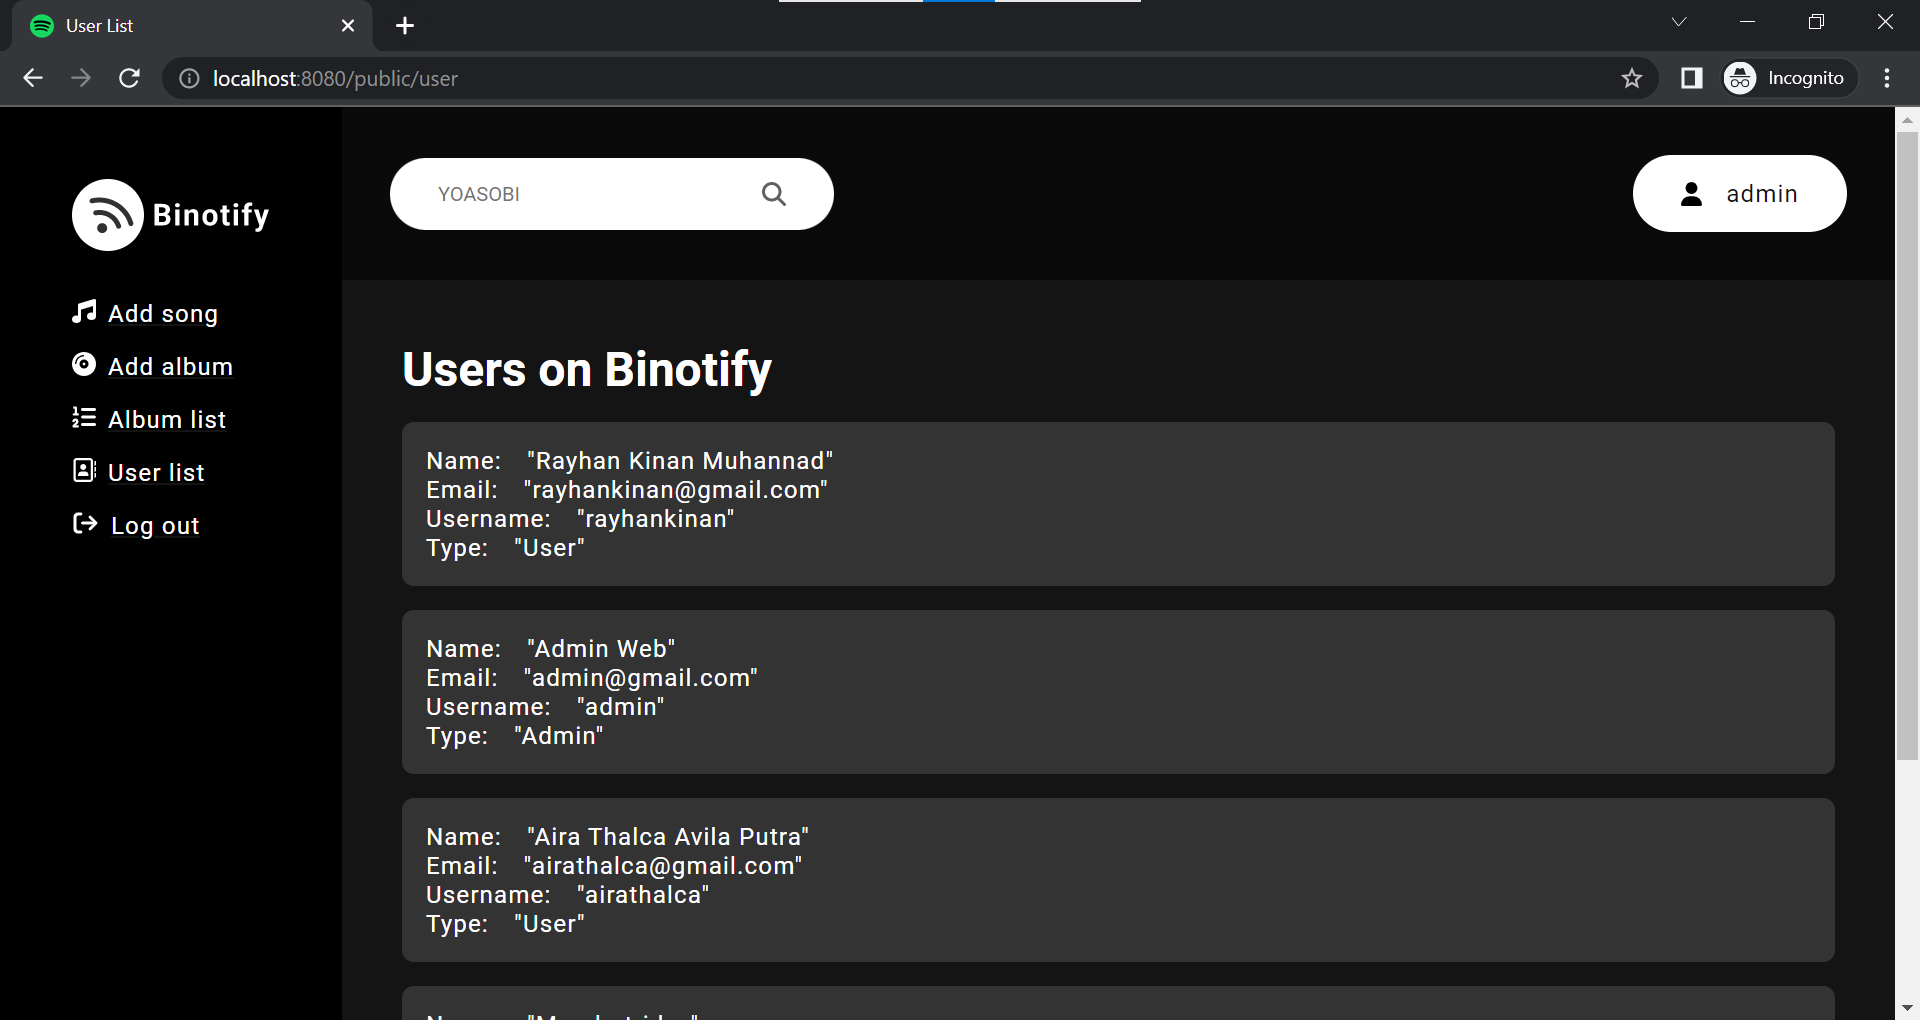 User List
localhost:8080/public/user
Incognito
Binotify
YOASOBI
admin
Add song
Add album
Album list
User list
Log out
Users on Binotify
Name: "Rayhan Kinan Muhannad"
Email: "rayhankinan@gmail.com"
Username: "rayhankinan"
Type: "User"
Name: "Admin Web"
Email: "admin@gmail.com"
Username: "admin"
Type: "Admin"
Name: "Aira Thalca Avila Putra"
Email: "airathalca@gmail.com"
Username: "airathalca"
Type: "User"